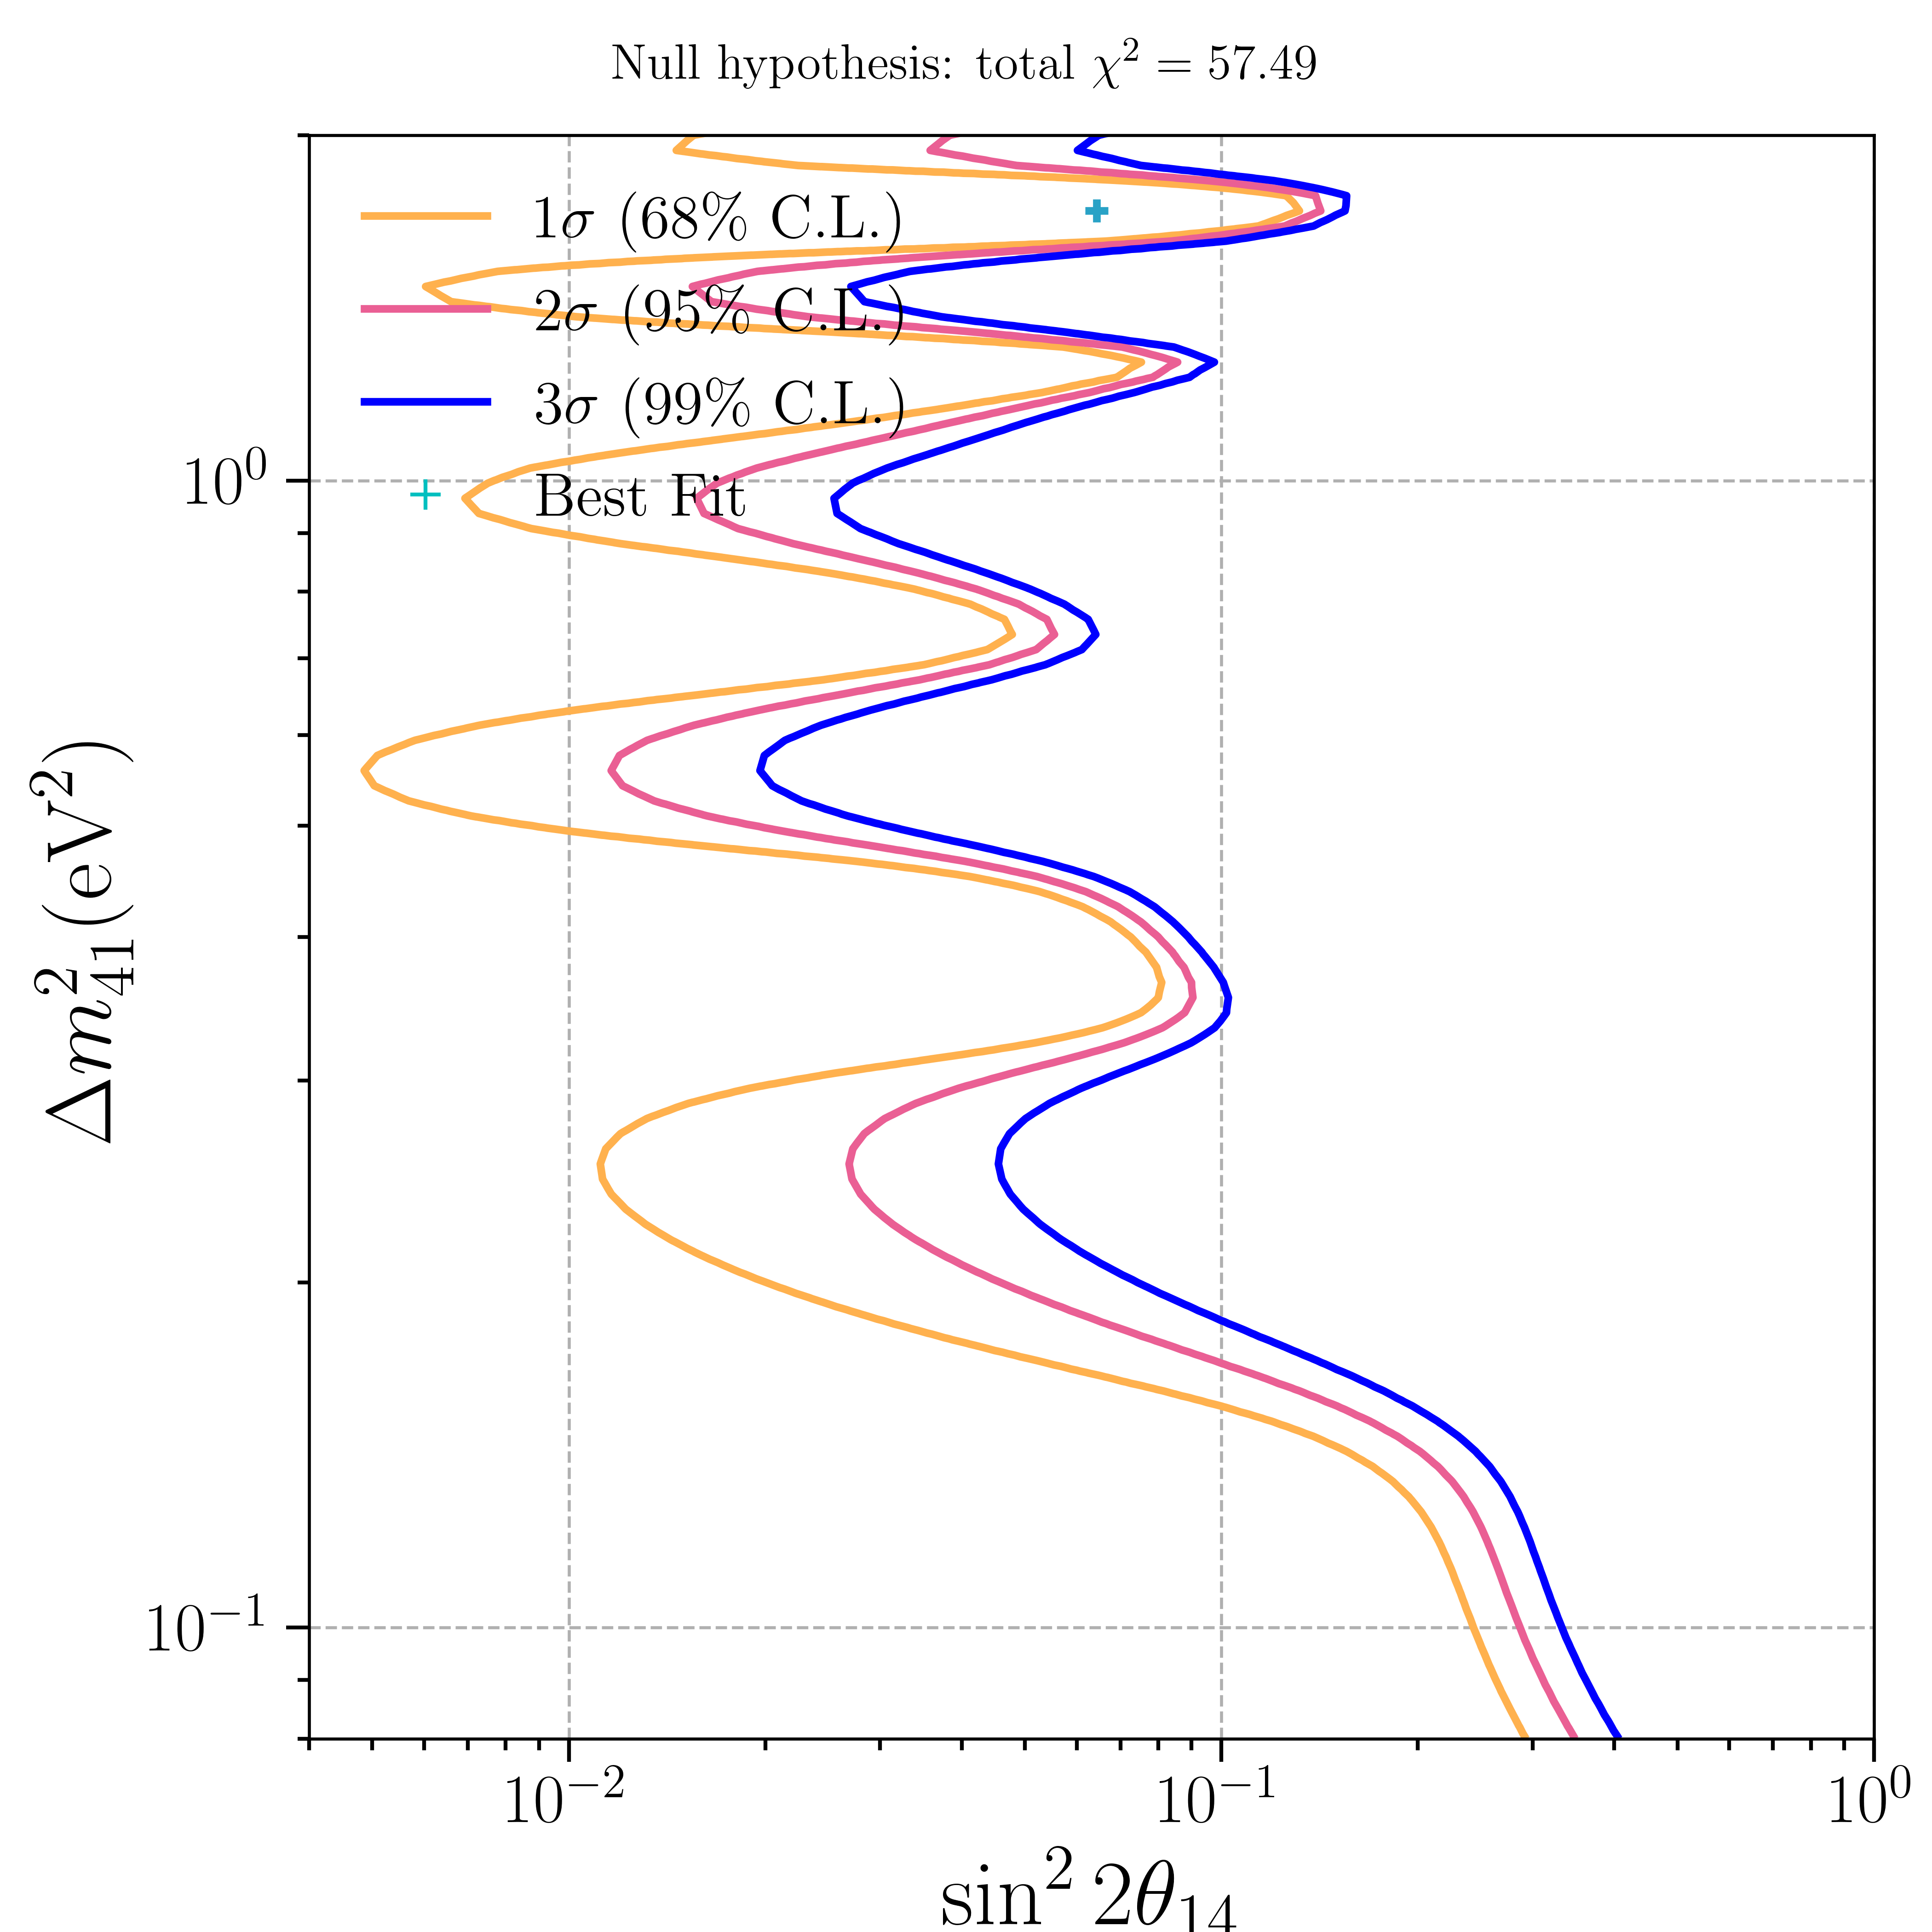 Null hypothesis: total χ² = 57.49
1σ (68% C.L.)
2σ (95% C.L.)
3σ (99% C.L.)
Best Fit
10⁰
10⁻¹
Δm²₄₁(eV²)
10⁻² 10⁻¹ 10⁰
sin² 2θ₁₄